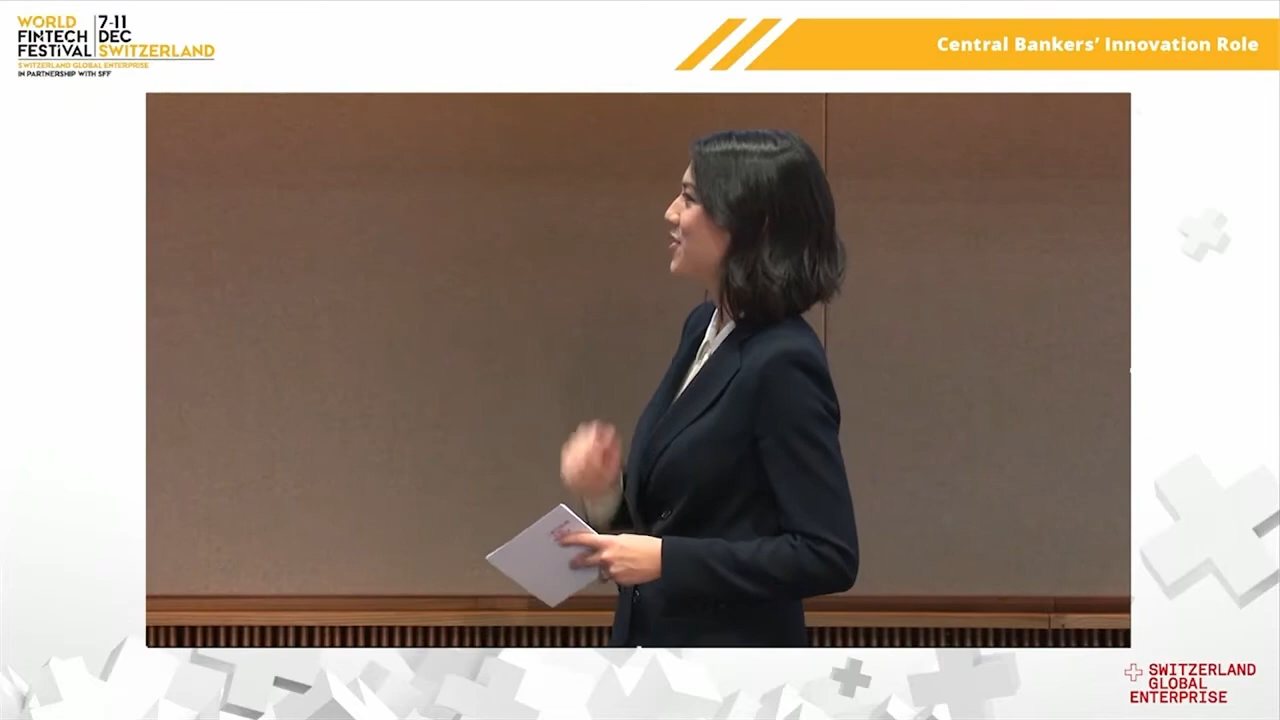 WORLD
FINTECH
FESTIVAL
7-11
DEC
SWITZERLAND
SWITZERLAND GLOBAL ENTERPRISE
IN PARTNERSHIP WITH SFF
Central Bankers' Innovation Role
SWITZERLAND
GLOBAL
ENTERPRISE